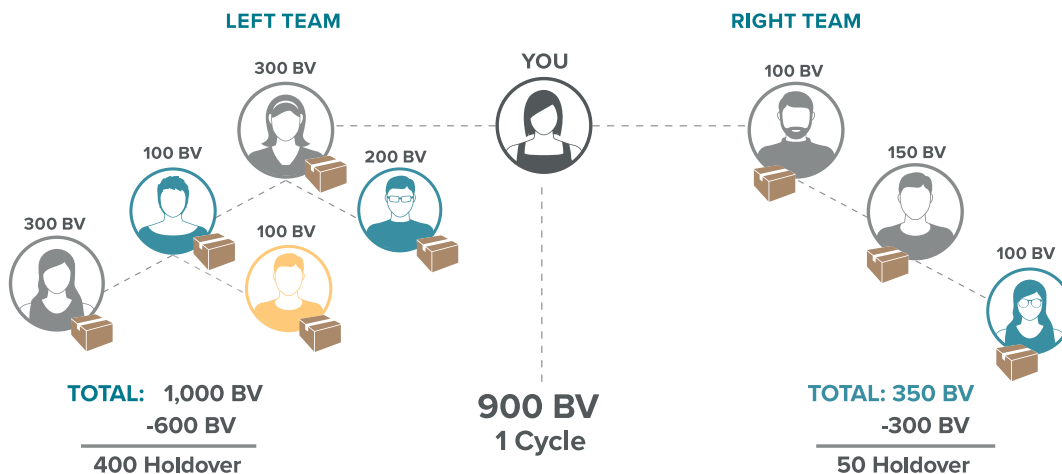 LEFT TEAM
RIGHT TEAM
YOU
300 BV
100 BV
100 BV
200 BV
150 BV
300 BV
100 BV
100 BV
TOTAL: 1,000 BV
-600 BV
400 Holdover
900 BV
1 Cycle
TOTAL: 350 BV
-300 BV
50 Holdover